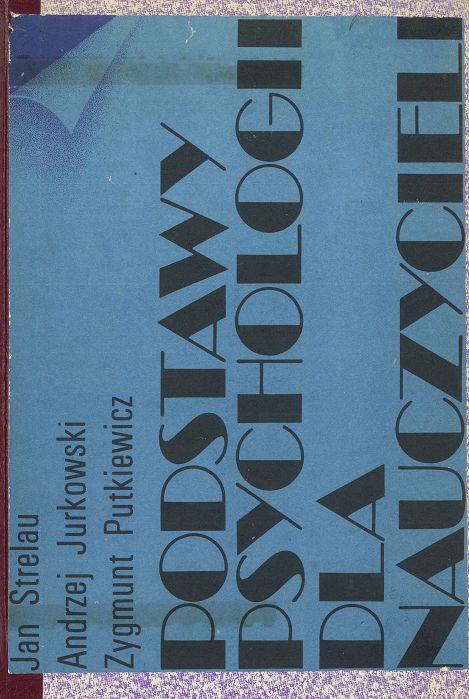 Jan Strelau
Andrzej Jurkowski
Zygmunt Putkiewicz
PODSTAWY
PSYCHOLOGII
DLA
NAUCZYCIELI